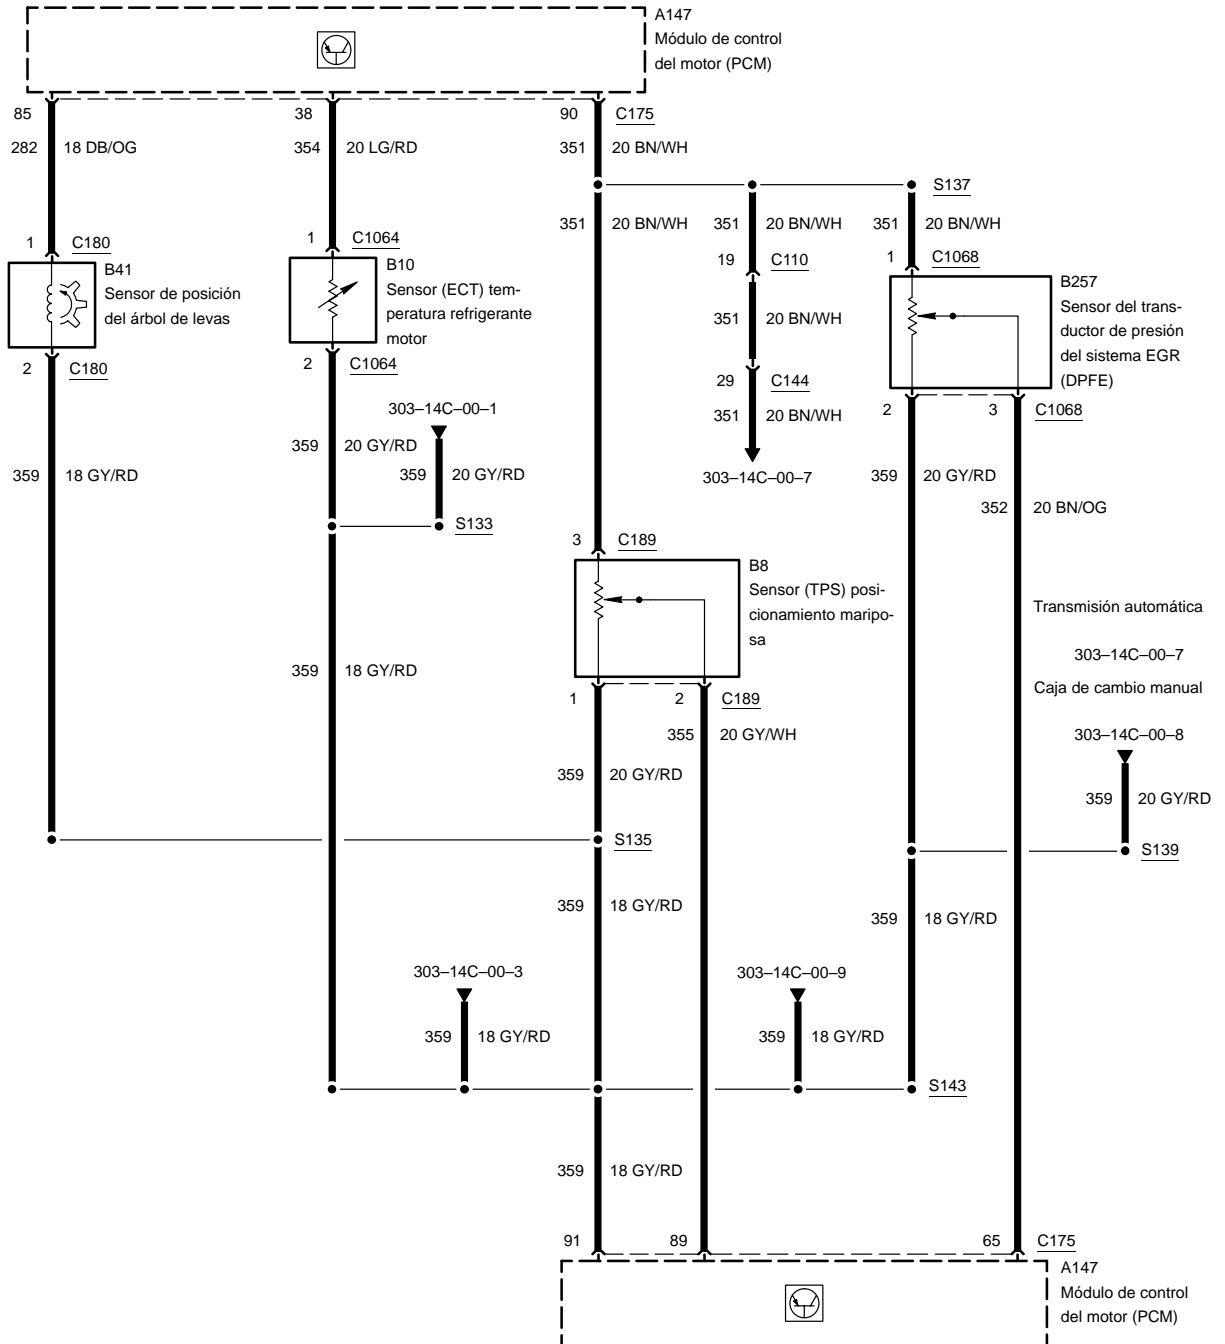 A147
Módulo de control
del motor (PCM)
85
38
90
C175
282
18 DB/OG
354
20 LG/RD
351
20 BN/WH
S137
351
20 BN/WH
351
20 BN/WH
351
20 BN/WH
1
C180
1
C1064
19
C110
1
C1068
B41
Sensor de posición
del árbol de levas
B10
Sensor (ECT) tem-
peratura refrigerante
motor
B257
Sensor del trans-
ductor de presión
del sistema EGR
(DPFE)
351
20 BN/WH
2
C180
2
C1064
29
C144
351
20 BN/WH
2
3
C1068
303–14C–00–1
359
20 GY/RD
359
18 GY/RD
359
20 GY/RD
303–14C–00–7
359
20 GY/RD
352
20 BN/OG
S133
3
C189
B8
Sensor (TPS) posi-
cionamiento maripo-
sa
Transmisión automática
303–14C–00–7
Caja de cambio manual
303–14C–00–8
359
18 GY/RD
1
2
C189
355
20 GY/WH
359
20 GY/RD
359
20 GY/RD
S135
S139
359
18 GY/RD
359
18 GY/RD
303–14C–00–3
303–14C–00–9
359
18 GY/RD
359
18 GY/RD
S143
359
18 GY/RD
91
89
65
C175
A147
Módulo de control
del motor (PCM)